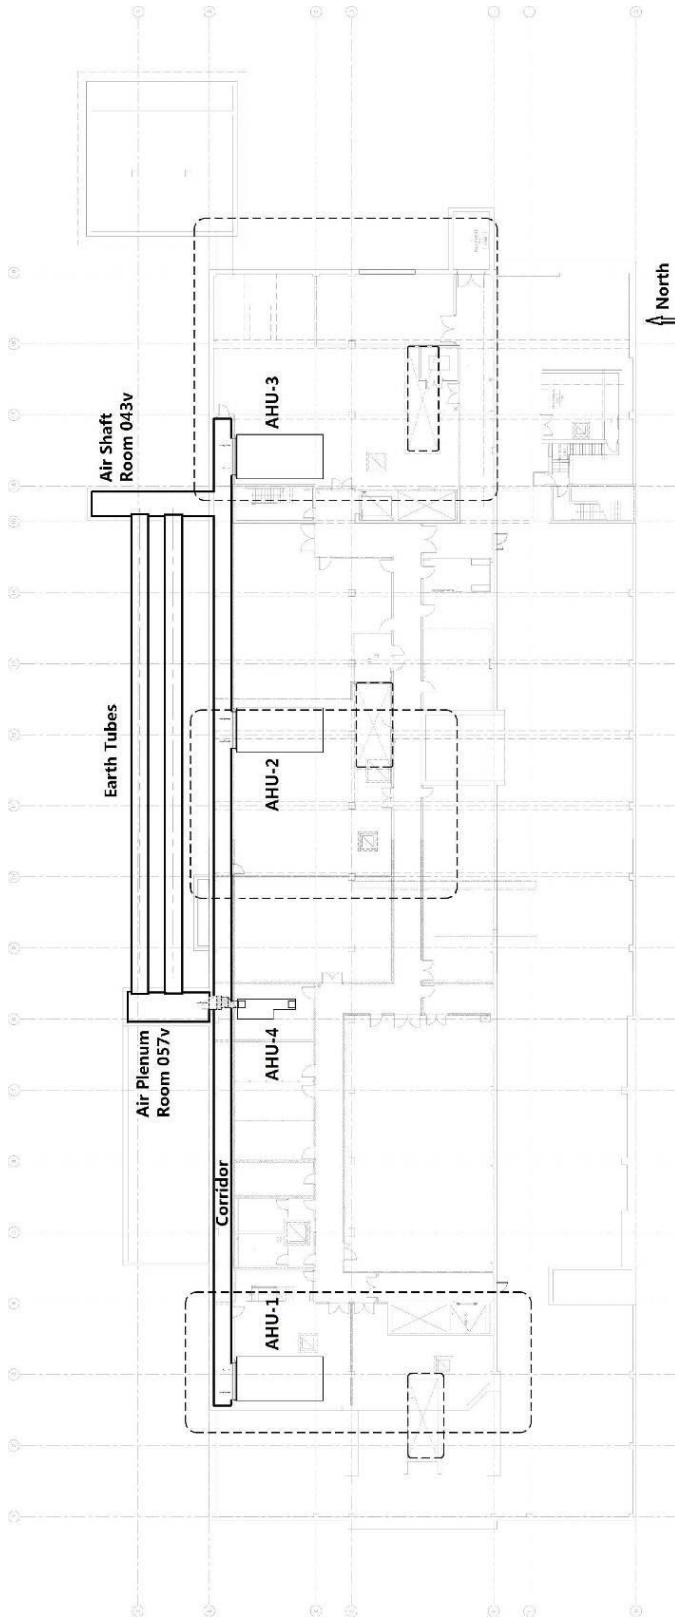 Air Shaft
Room 043v
AHU-3
North
Earth Tubes
AHU-2
Air Plenum
Room 057v
AHU-4
Corridor
AHU-1